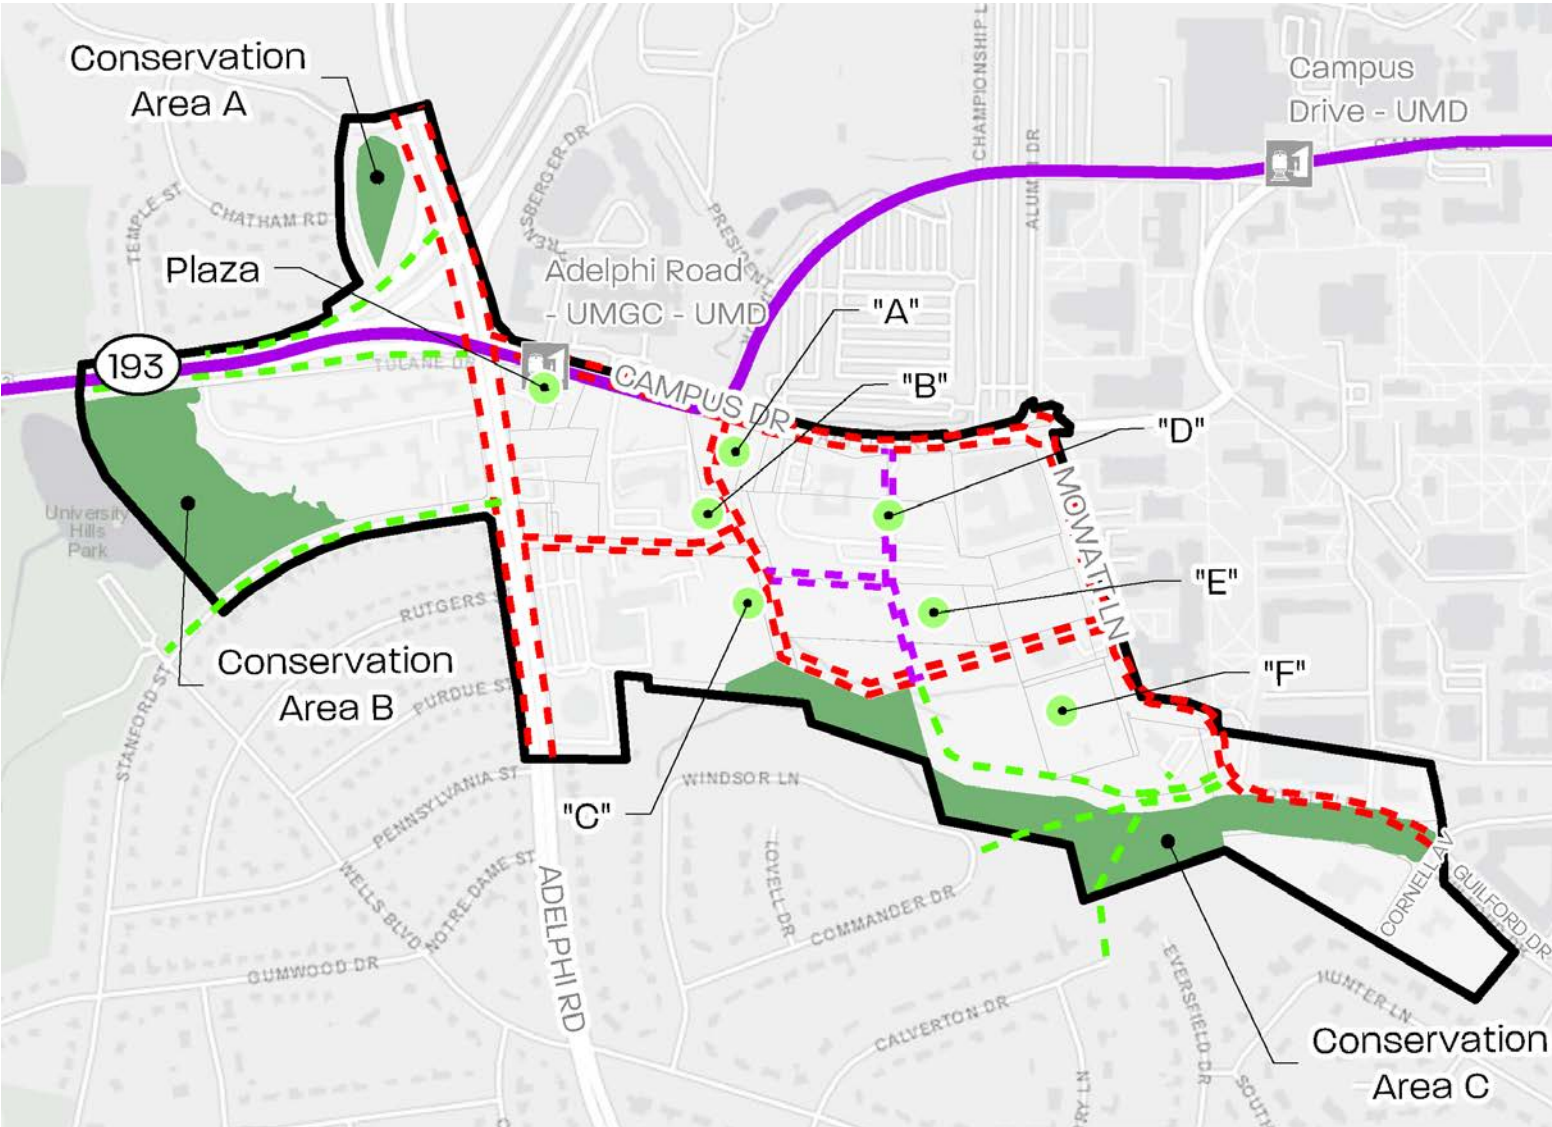 Conservation
Area A
CHAMPIONSHIP L
Campus
Drive - UMD
ALUMNI DR
TEMPLE ST
CHATHAM RD
PRESIDENT
Plaza
Adelphi Road
- UMGC - UMD
"A"
193
TULANE DR
CAMPUS DR
"B"
"D"
MOWATT LN
University
Hills
Park
RUTGERS
"E"
Conservation
Area B
PURDUE ST
"F"
STANFORD ST
PENNSYLVANIA ST
WINDSOR LN
"C"
LOVELL DR
WELLS BLVD
NOTRE DAME ST
ADELPHI RD
COMMANDER DR
CORNELL AV
GUILFORD DR
GUMWOOD DR
EVERSFIELD DR
HUNTER LN
CALVERTON DR
Conservation
Area C
RY LN
SOUTH